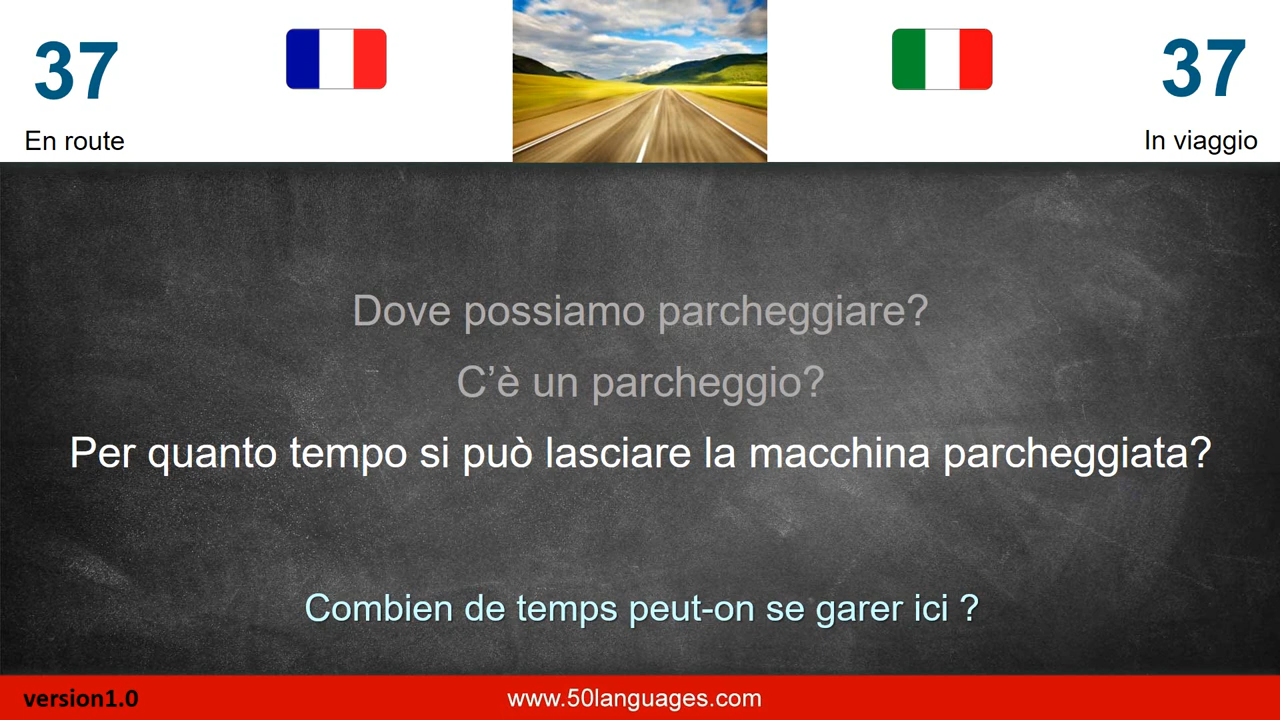 37
37
En route
In viaggio
Dove possiamo parcheggiare?
C’è un parcheggio?
Per quanto tempo si può lasciare la macchina parcheggiata?
Combien de temps peut-on se garer ici ?
version1.0
www.50languages.com